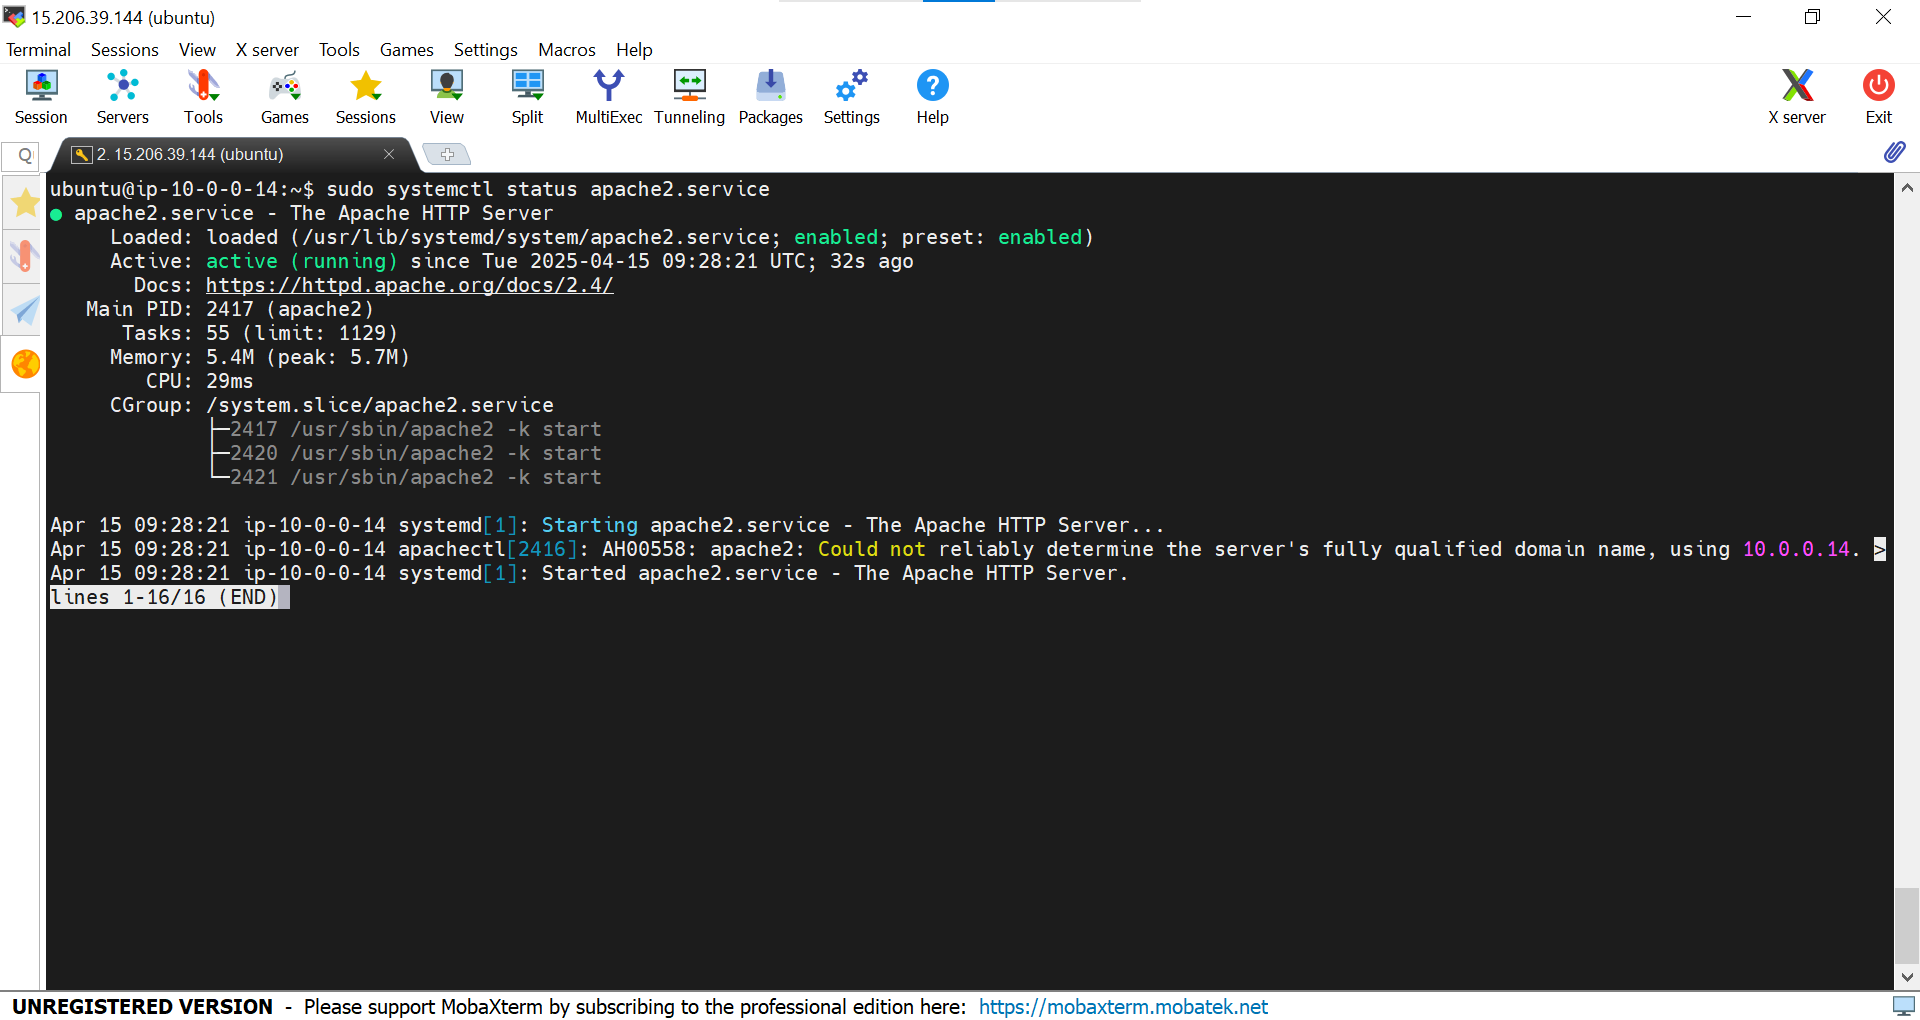 15.206.39.144 (ubuntu)
Terminal Sessions View X server Tools Games Settings Macros Help
Session Servers Tools Games Sessions View Split MultiExec Tunneling Packages Settings Help X server Exit
2. 15.206.39.144 (ubuntu)
ubuntu@ip-10-0-0-14:~$ sudo systemctl status apache2.service
● apache2.service - The Apache HTTP Server
Loaded: loaded (/usr/lib/systemd/system/apache2.service; enabled; preset: enabled)
Active: active (running) since Tue 2025-04-15 09:28:21 UTC; 32s ago
Docs: https://httpd.apache.org/docs/2.4/
Main PID: 2417 (apache2)
Tasks: 55 (limit: 1129)
Memory: 5.4M (peak: 5.7M)
CPU: 29ms
CGroup: /system.slice/apache2.service
├─2417 /usr/sbin/apache2 -k start
├─2420 /usr/sbin/apache2 -k start
└─2421 /usr/sbin/apache2 -k start
Apr 15 09:28:21 ip-10-0-0-14 systemd[1]: Starting apache2.service - The Apache HTTP Server...
Apr 15 09:28:21 ip-10-0-0-14 apachectl[2416]: AH00558: apache2: Could not reliably determine the server's fully qualified domain name, using 10.0.0.14. >
Apr 15 09:28:21 ip-10-0-0-14 systemd[1]: Started apache2.service - The Apache HTTP Server.
lines 1-16/16 (END)
UNREGISTERED VERSION - Please support MobaXterm by subscribing to the professional edition here: https://mobaxterm.mobatek.net